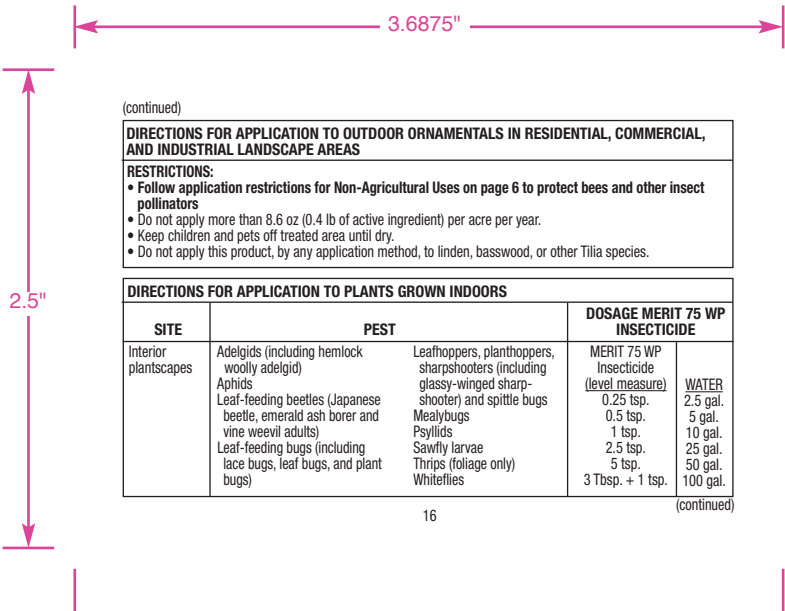 3.6875"
2.5"
(continued)
DIRECTIONS FOR APPLICATION TO OUTDOOR ORNAMENTALS IN RESIDENTIAL, COMMERCIAL,
AND INDUSTRIAL LANDSCAPE AREAS
RESTRICTIONS:
• Follow application restrictions for Non-Agricultural Uses on page 6 to protect bees and other insect
pollinators
• Do not apply more than 8.6 oz (0.4 lb of active ingredient) per acre per year.
• Keep children and pets off treated area until dry.
• Do not apply this product, by any application method, to linden, basswood, or other Tilia species.
DIRECTIONS FOR APPLICATION TO PLANTS GROWN INDOORS
SITE
PEST
DOSAGE MERIT 75 WP
INSECTICIDE
Interior
plantscapes
Adelgids (including hemlock
woolly adelgid)
Aphids
Leaf-feeding beetles (Japanese
beetle, emerald ash borer and
vine weevil adults)
Leaf-feeding bugs (including
lace bugs, leaf bugs, and plant
bugs)
Leafhoppers, planthoppers,
sharpshooters (including
glassy-winged sharp-
shooter) and spittle bugs
Mealybugs
Psyllids
Sawfly larvae
Thrips (foliage only)
Whiteflies
MERIT 75 WP
Insecticide
(level measure)
0.25 tsp.
0.5 tsp.
1 tsp.
2.5 tsp.
5 tsp.
3 Tbsp. + 1 tsp.
WATER
2.5 gal.
5 gal.
10 gal.
25 gal.
50 gal.
100 gal.
(continued)
16